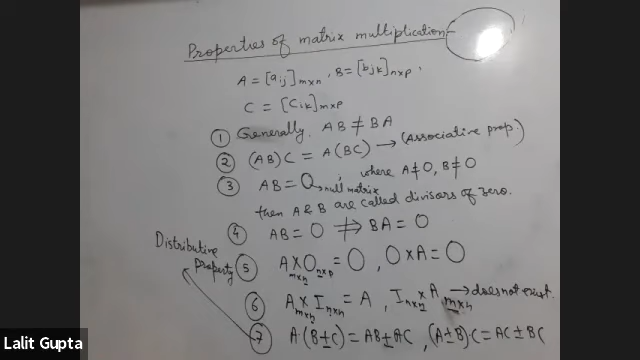 Properties of matrix multiplication
A = [aij]m×n, B = [bjk]n×p.
C = [Cik]m×p
① Generally, AB ≠ BA
② (AB)C = A(BC) → (Associative prop.)
③ AB = O → null matrix, where A ≠ O, B ≠ O
then A & B are called divisors of zero.
④ AB = O ⇏ BA = O
Distributive property
⑤ A m×n × O n×p = O, O × A = O
⑥ A m×n × I n×n = A, I n×n × A m×n → does not exist.
⑦ A(B±C) = AB±AC, (A±B)C = AC±BC
Lalit Gupta